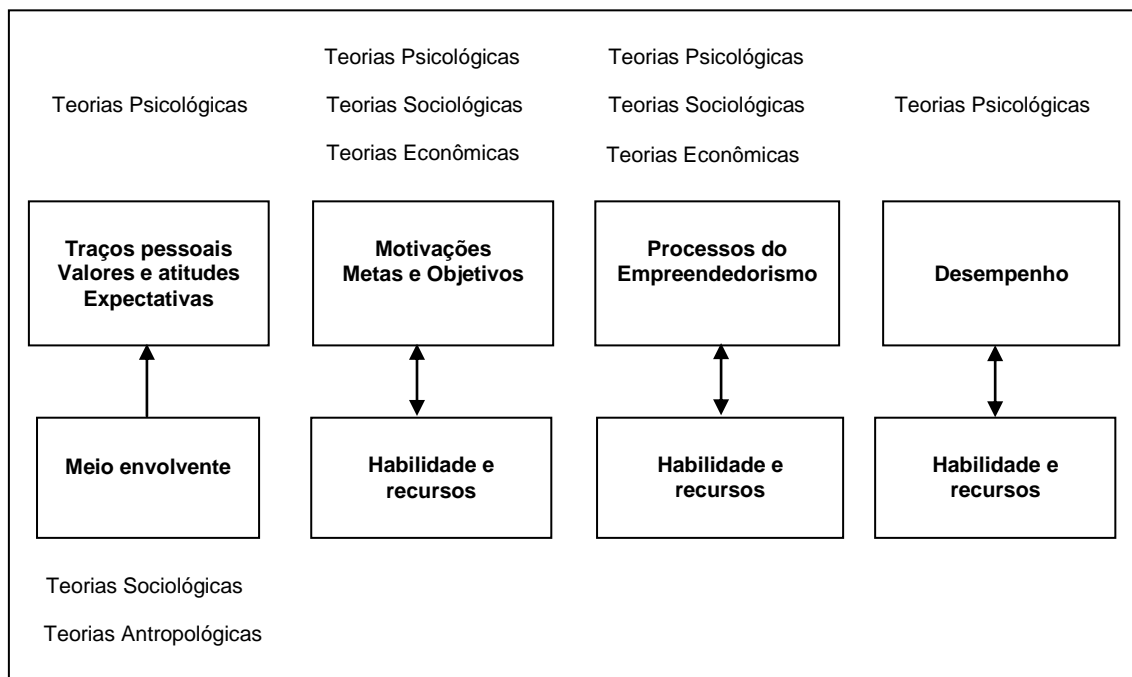 Teorias Psicológicas
Teorias Psicológicas
Teorias Sociológicas
Teorias Econômicas
Teorias Psicológicas
Teorias Sociológicas
Teorias Econômicas
Teorias Psicológicas
Traços pessoais
Valores e atitudes
Expectativas
Motivações
Metas e Objetivos
Processos do
Empreendedorismo
Desempenho
Meio envolvente
Habilidade e
recursos
Habilidade e
recursos
Habilidade e
recursos
Teorias Sociológicas
Teorias Antropológicas